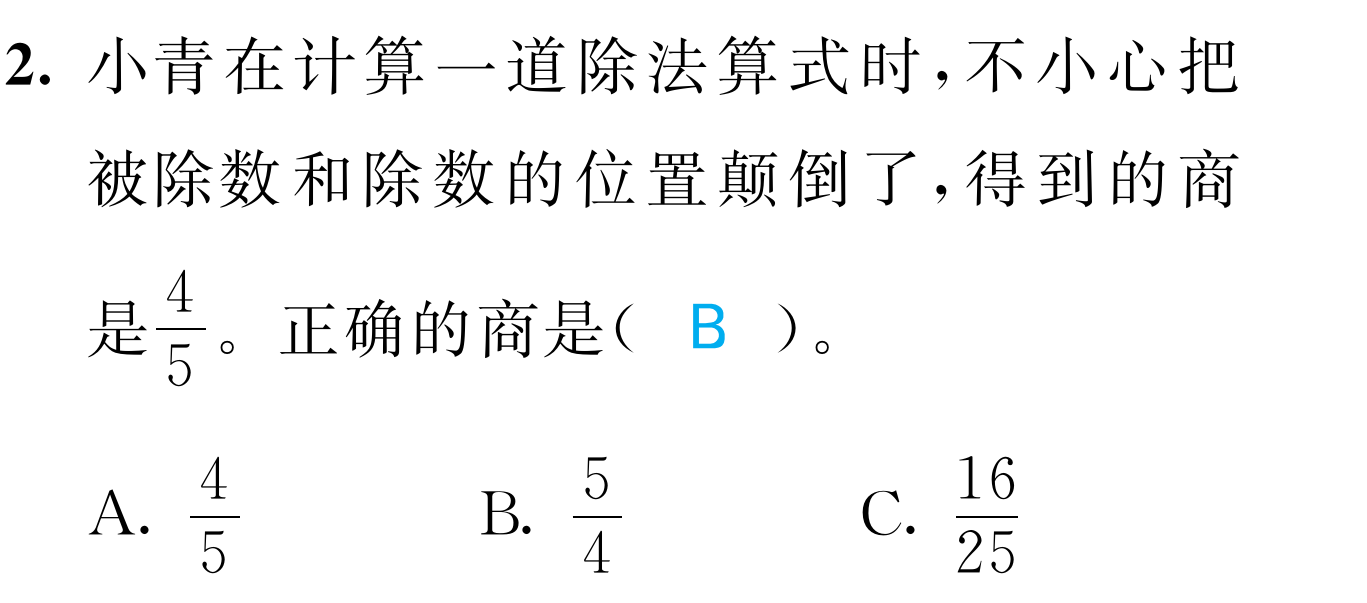 2. 小青在计算一道除法算式时,不小心把
被除数和除数的位置颠倒了,得到的商
是4/5。正确的商是( B )。
A. 4/5 B. 5/4 C. 16/25